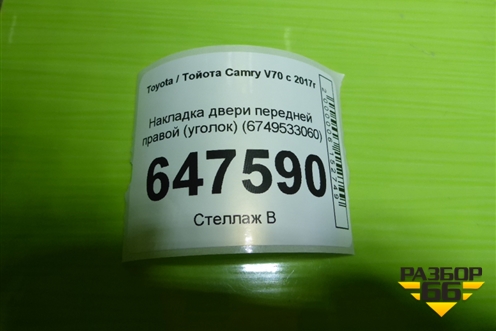 Toyota / Тойота Camry V70 с 2017г
Накладка двери передней
правой (уголок) (6749533060)
647590
Стеллаж В
РАЗБОР
66